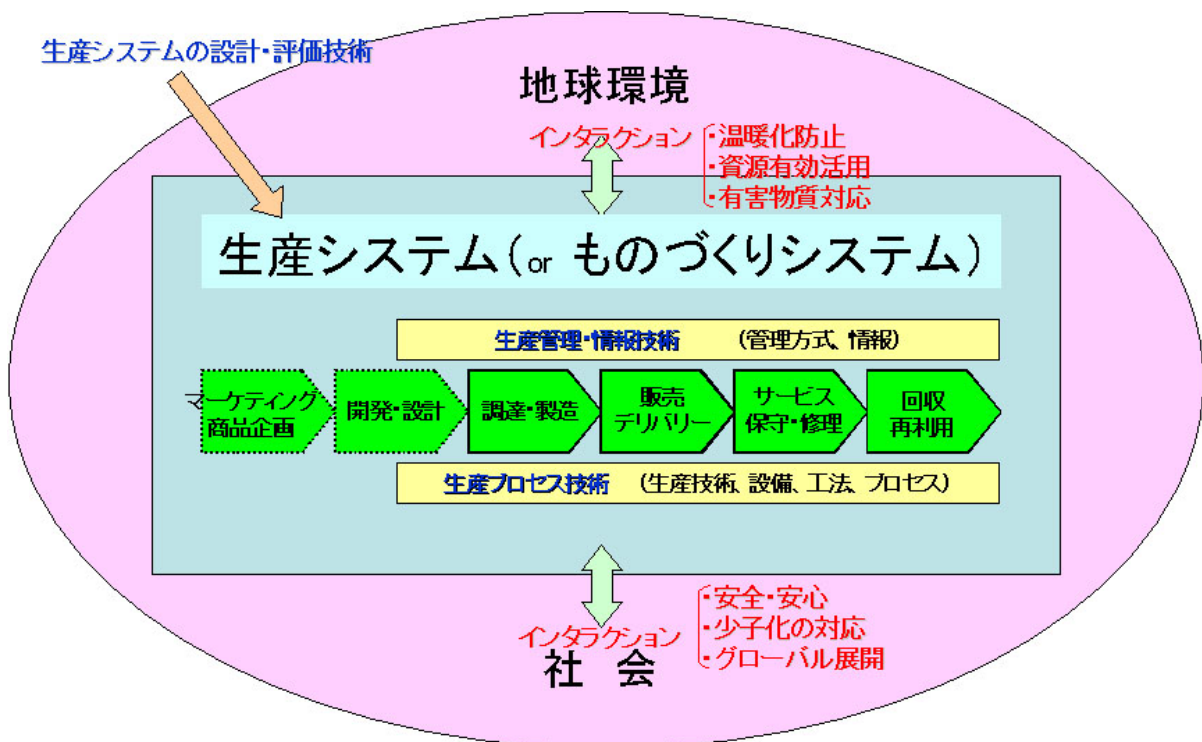 生産システムの設計・評価技術
地球環境
インタラクション
・温暖化防止
・資源有効活用
・有害物質対応
生産システム(or ものづくりシステム)
生産管理・情報技術 (管理方式、情報)
マーケティング
商品企画
開発・設計
調達・製造
販売
デリバリー
サービス
保守・修理
回収
再利用
生産プロセス技術 (生産技術、設備、工法、プロセス)
インタラクション
・安全・安心
・少子化の対応
・グローバル展開
社 会